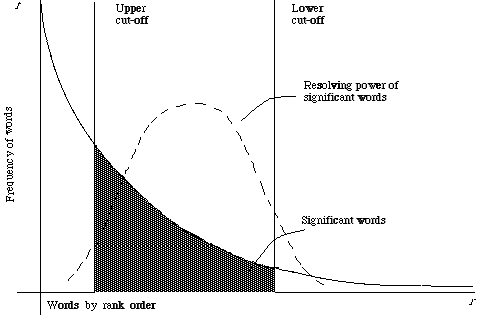 f
Upper
cut-off
Lower
cut-off
Resolving power of
significant words
Frequency of words
Significant words
Words by rank order
r